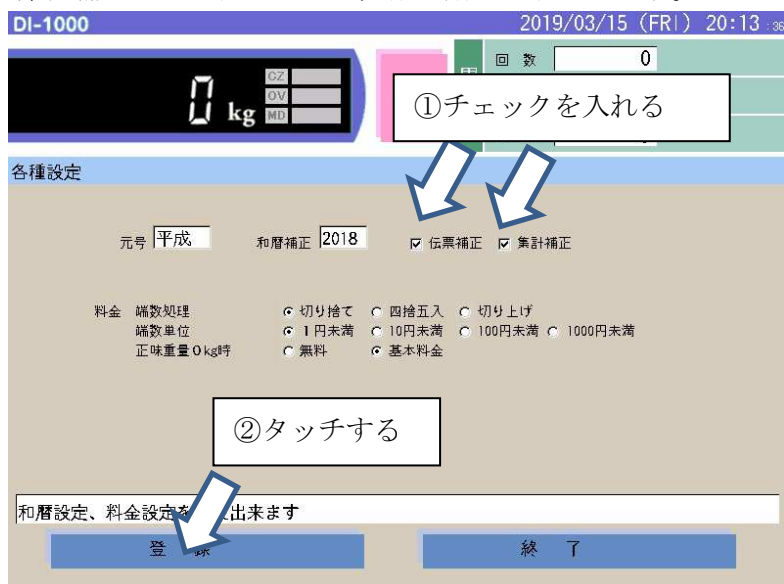 DI-1000 2019/03/15 (FRI) 20:13 :36
0 kg CZ OV MD
回 数 0
①チェックを入れる
各種設定
元号 平成 和暦補正 2018 伝票補正 集計補正
料金 端数処理 切り捨て 四捨五入 切り上げ
端数単位 1円未満 10円未満 100円未満 1000円未満
正味重量0kg時 無料 基本料金
②タッチする
和暦設定、料金設定を 出来ます
登 録 終 了